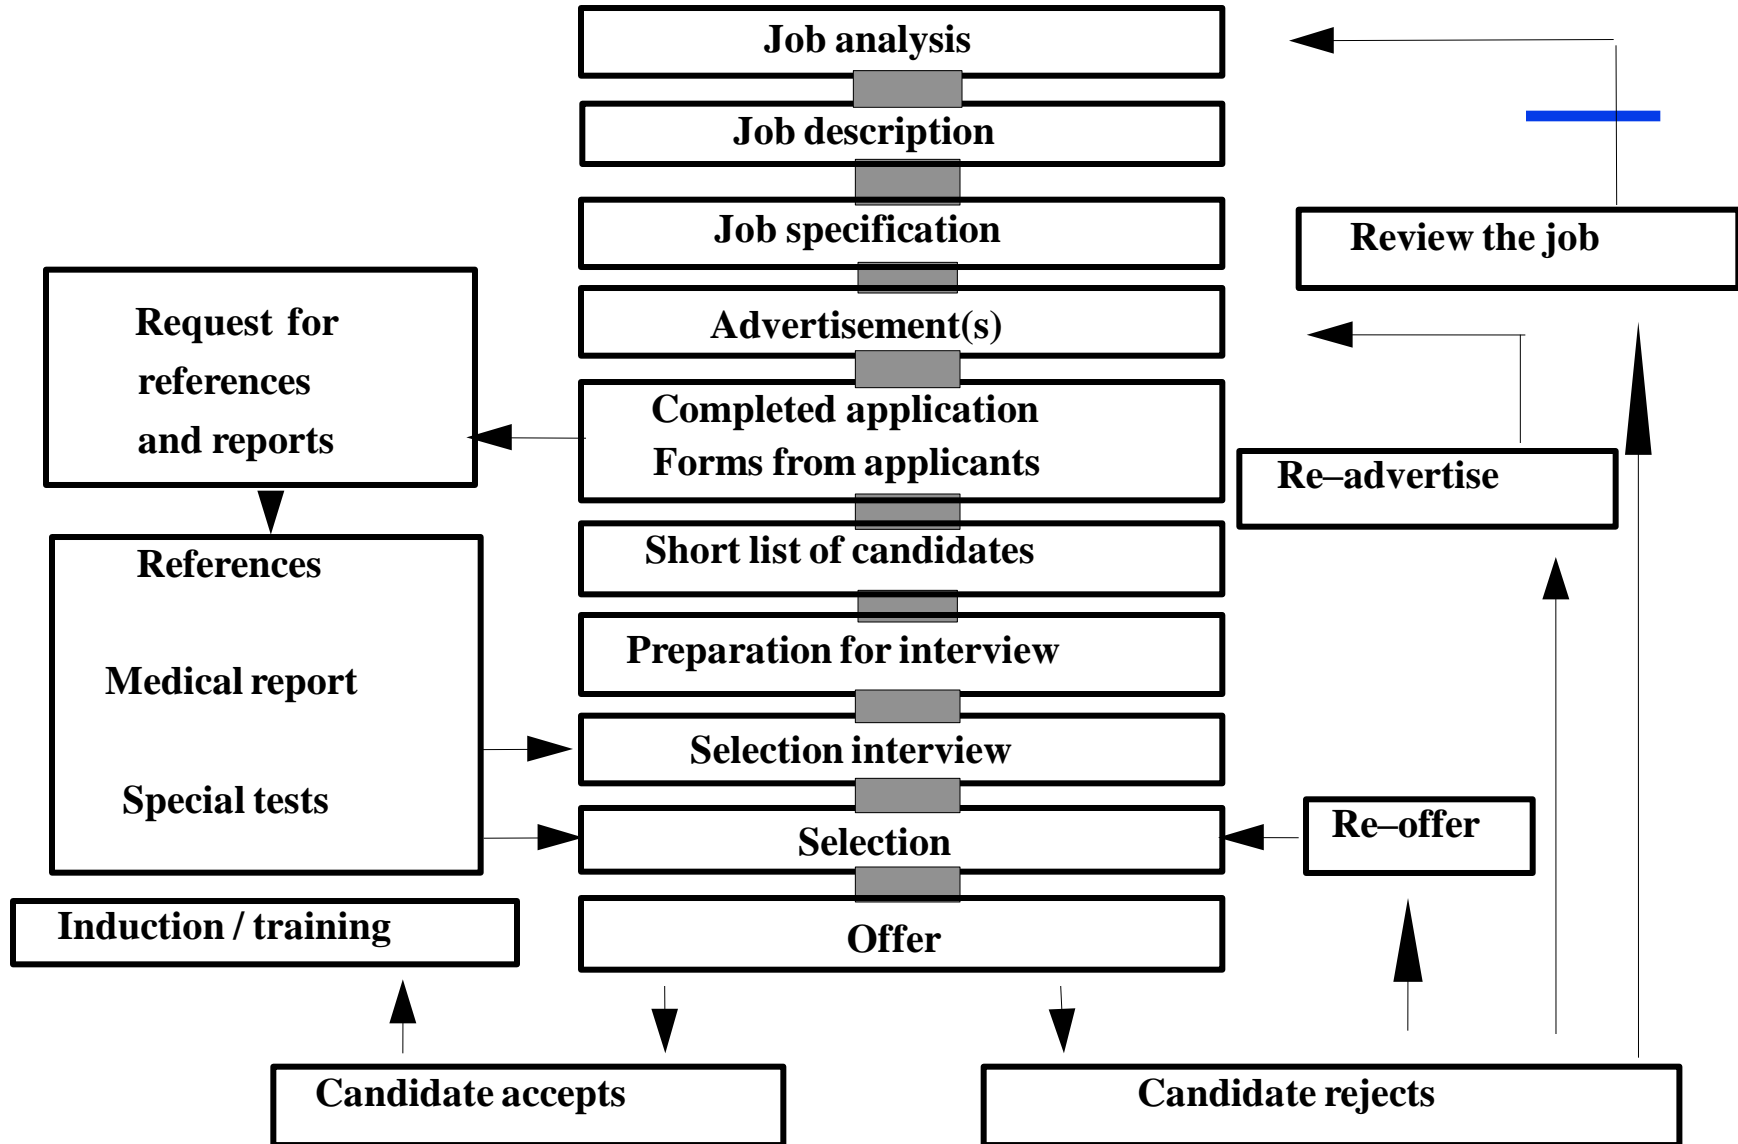 Job analysis
Job description
Job specification
Review the job
Request for
references
and reports
Advertisement(s)
Completed application
Forms from applicants
Re–advertise
References
Medical report
Special tests
Short list of candidates
Preparation for interview
Selection interview
Selection
Re–offer
Induction / training
Offer
Candidate accepts
Candidate rejects